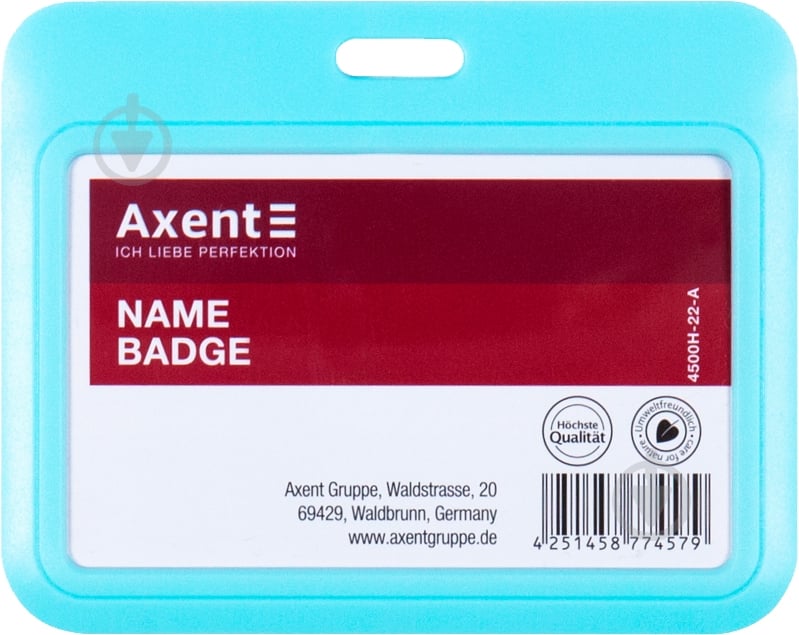 Axent
ICH LIEBE PERFEKTION
NAME
BADGE
4500H-22-A
Höchste
Qualität
Umweltfreundlich • care for nature •
Axent Gruppe, Waldstrasse, 20
69429, Waldbrunn, Germany
www.axentgruppe.de
4 251458 774579